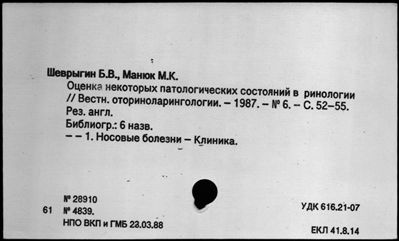 Шеврыгин Б.В., Манюк М.К.
Оценка некоторых патологических состояний в ринологии
// Вестн. оториноларингологии. – 1987. – № 6. – С. 52–55.
Рез. англ.
Библиогр.: 6 назв.
– – 1. Носовые болезни – Клиника.
№ 28910
61 № 4839.
НПО ВКП и ГМБ 23.03.88
УДК 616.21-07
ЕКЛ 41.8.14